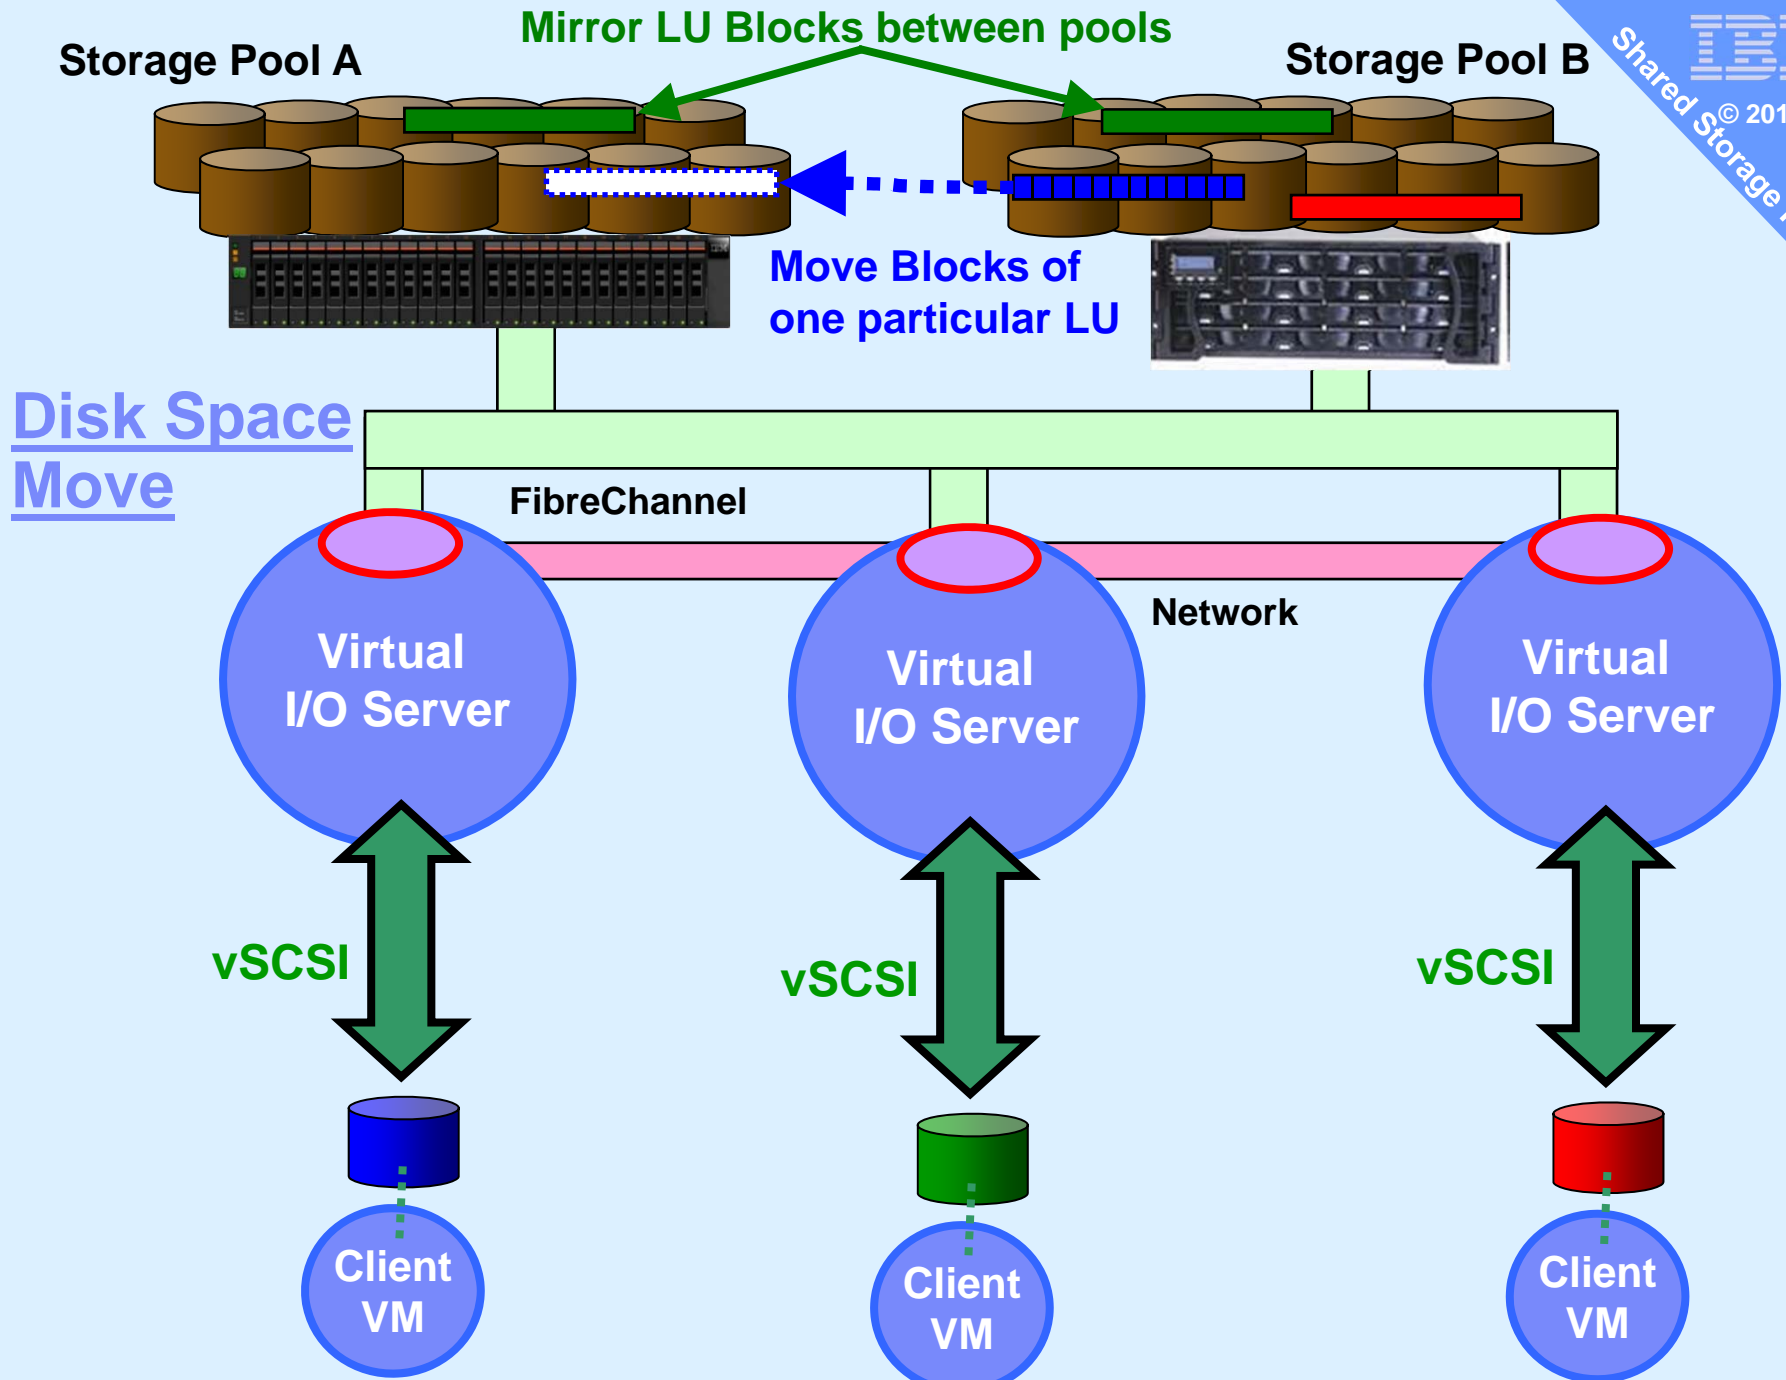 Mirror LU Blocks between pools
Storage Pool A
Storage Pool B
Shared Storage
© 201
Move Blocks of
one particular LU
Disk Space
Move
FibreChannel
Network
Virtual
I/O Server
Virtual
I/O Server
Virtual
I/O Server
vSCSI
vSCSI
vSCSI
Client
VM
Client
VM
Client
VM